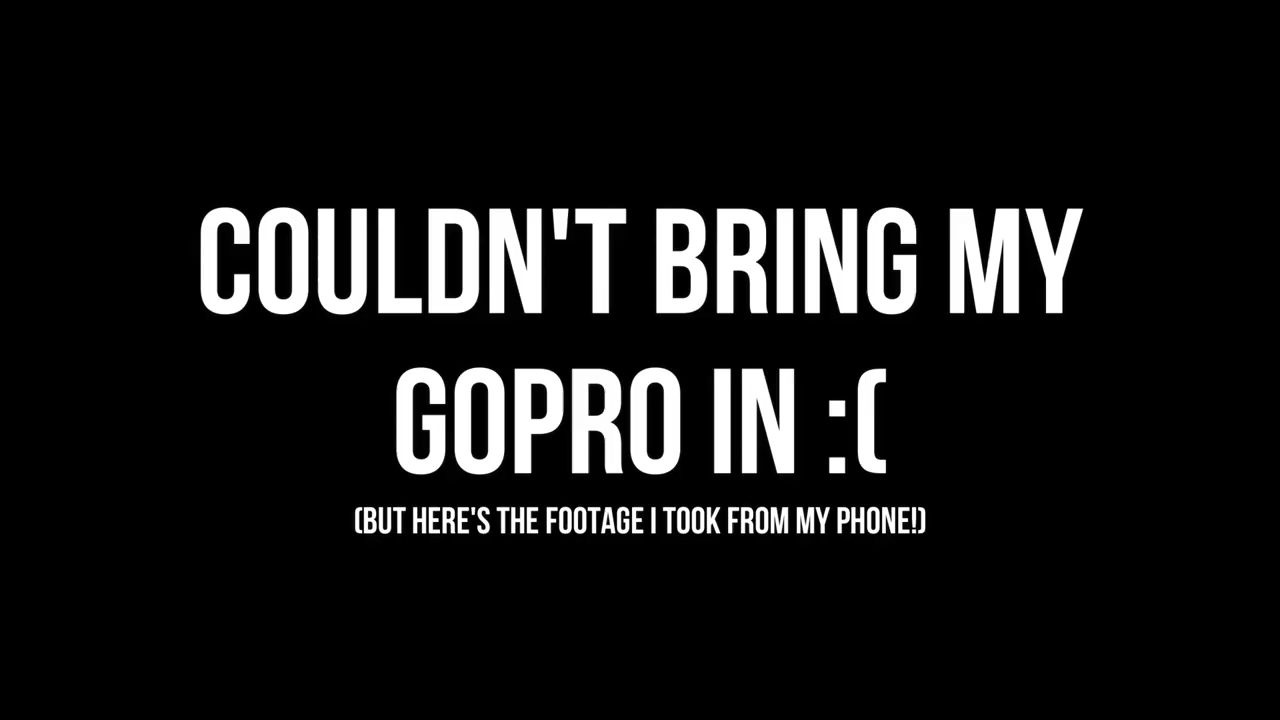 COULDN'T BRING MY
GOPRO IN :(
(BUT HERE'S THE FOOTAGE I TOOK FROM MY PHONE!)